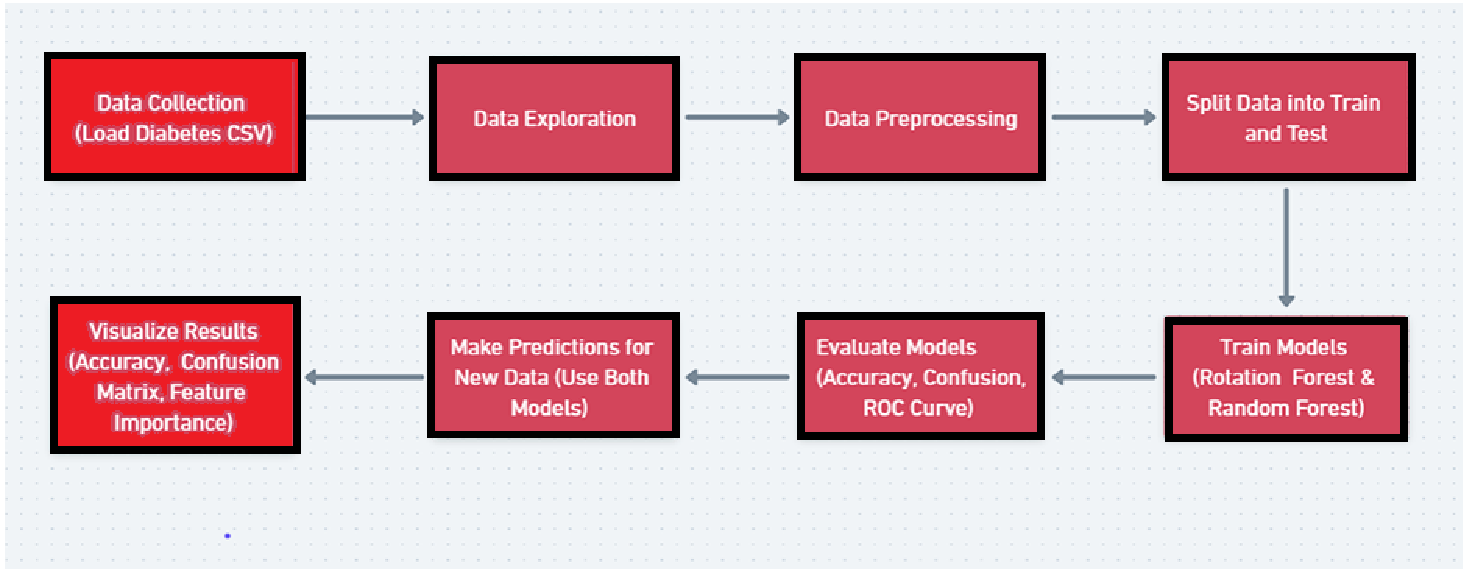 Data Collection
(Load Diabetes CSV)
Data Exploration
Data Preprocessing
Split Data into Train
and Test
Train Models
(Rotation Forest &
Random Forest)
Evaluate Models
(Accuracy, Confusion,
ROC Curve)
Make Predictions for
New Data (Use Both
Models)
Visualize Results
(Accuracy, Confusion
Matrix, Feature
Importance)